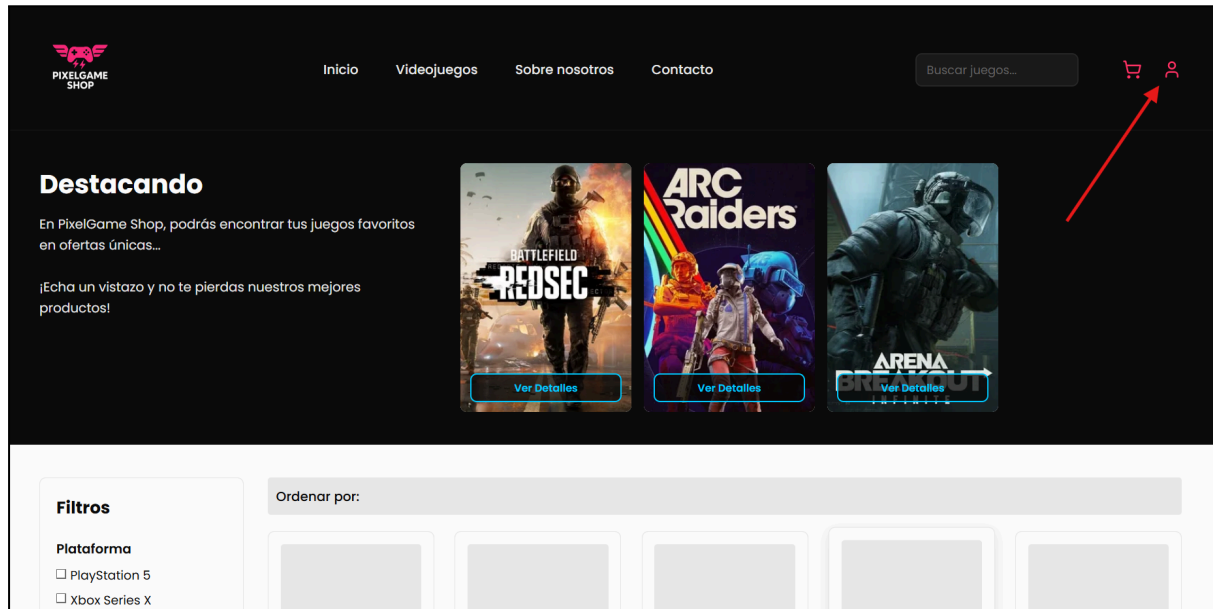 PIXELGAME
SHOP
Inicio
Videojuegos
Sobre nosotros
Contacto
Buscar juegos...
Destacando
En PixelGame Shop, podrás encontrar tus juegos favoritos
en ofertas únicas...
¡Echa un vistazo y no te pierdas nuestros mejores
productos!
BATTLEFIELD
REDSEC
Ver Detalles
ARC
Raiders
Ver Detalles
ARENA
BREAKOUT
INFINITE
Ver Detalles
Filtros
Plataforma
PlayStation 5
Xbox Series X
Ordenar por: